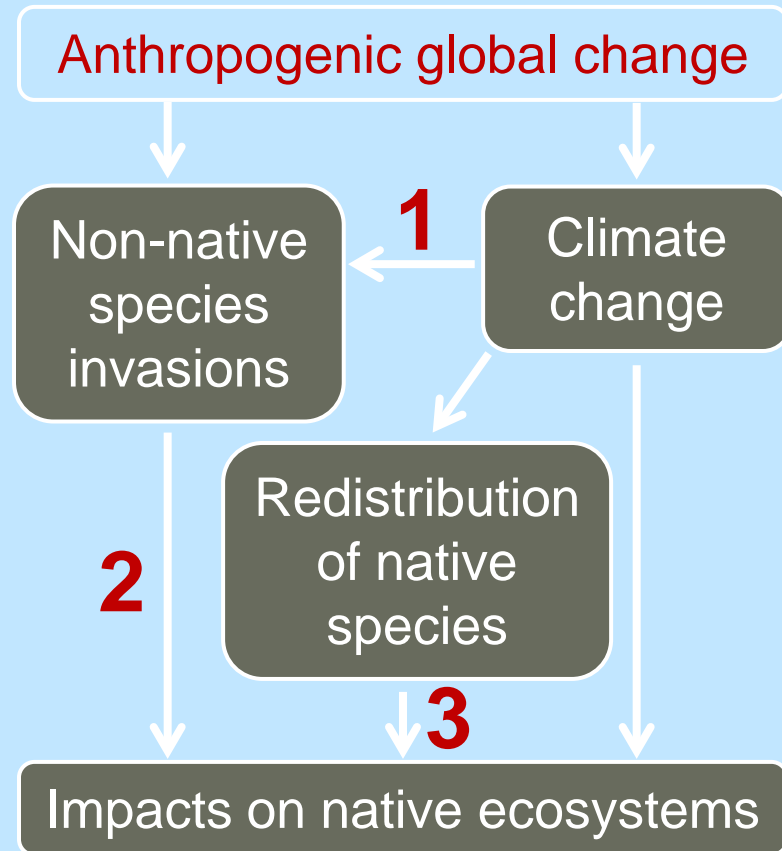 Anthropogenic global change
1
Non-native
species
invasions
Climate
change
2
Redistribution
of native
species
3
Impacts on native ecosystems